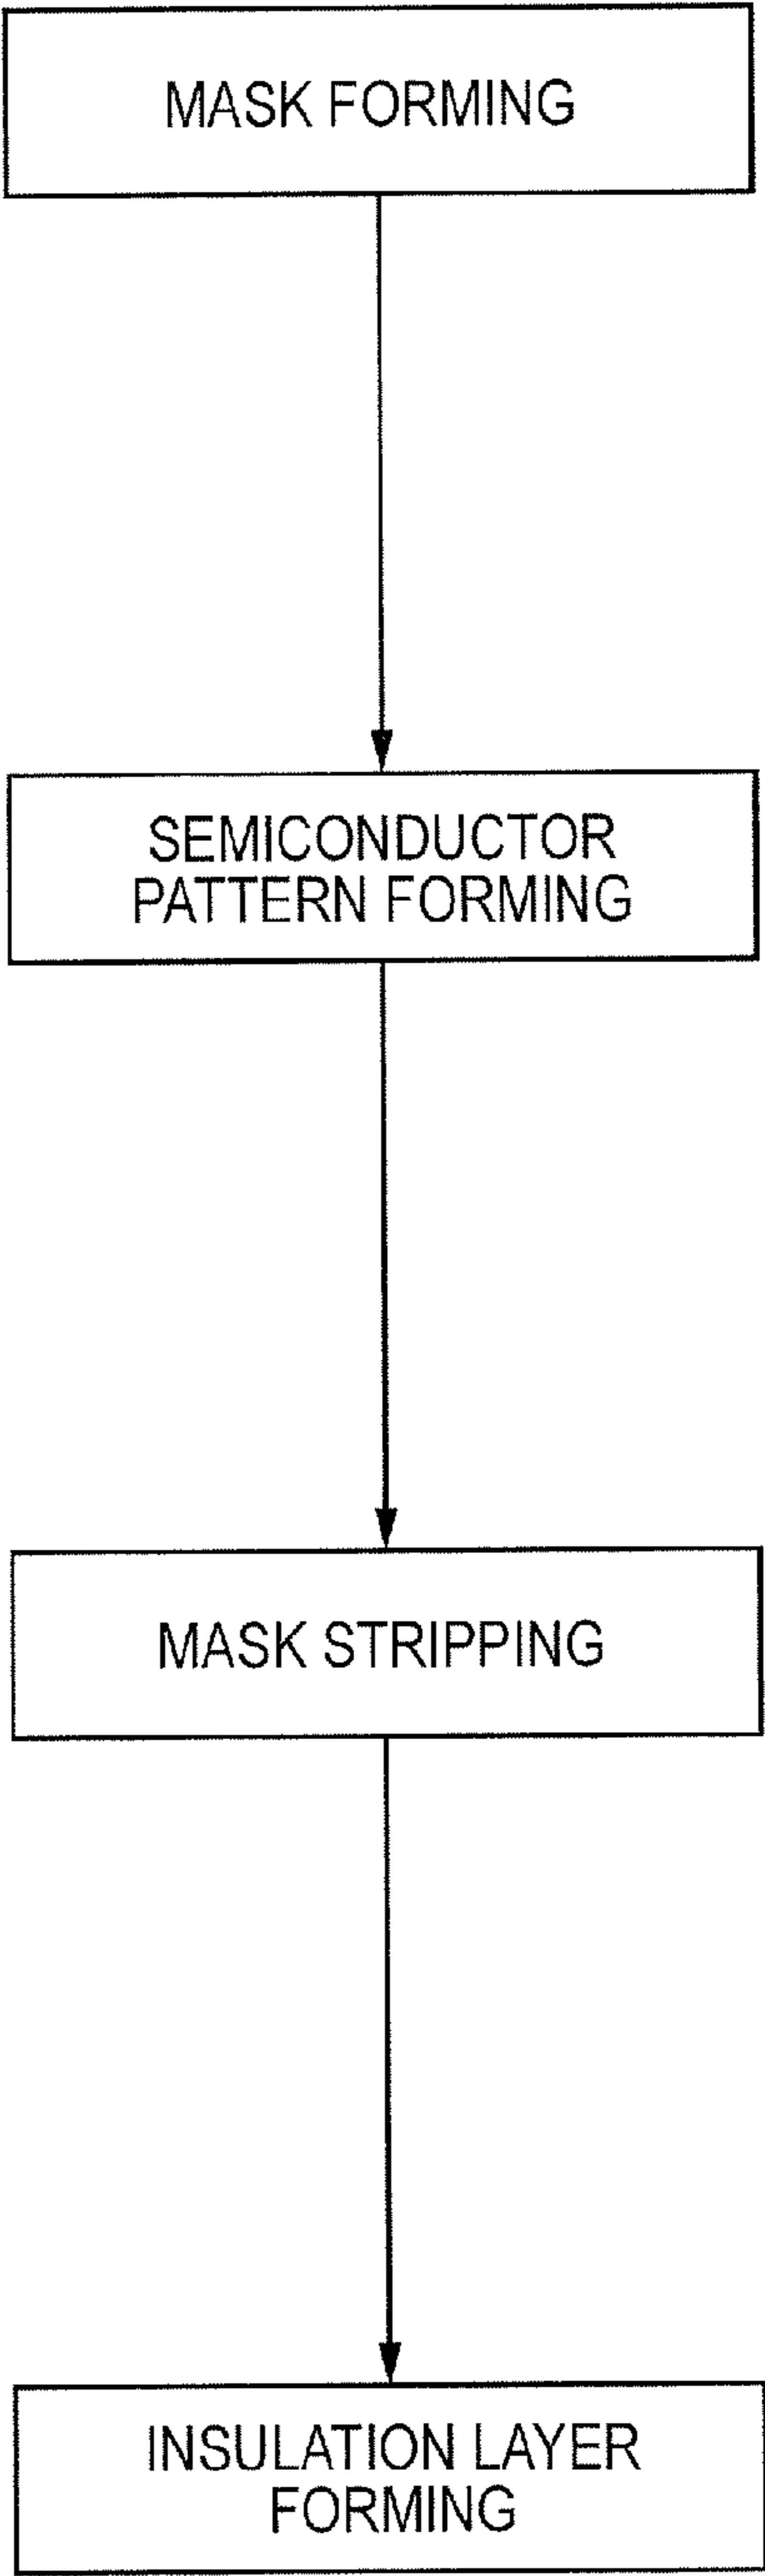 MASK FORMING
SEMICONDUCTOR
PATTERN FORMING
MASK STRIPPING
INSULATION LAYER
FORMING